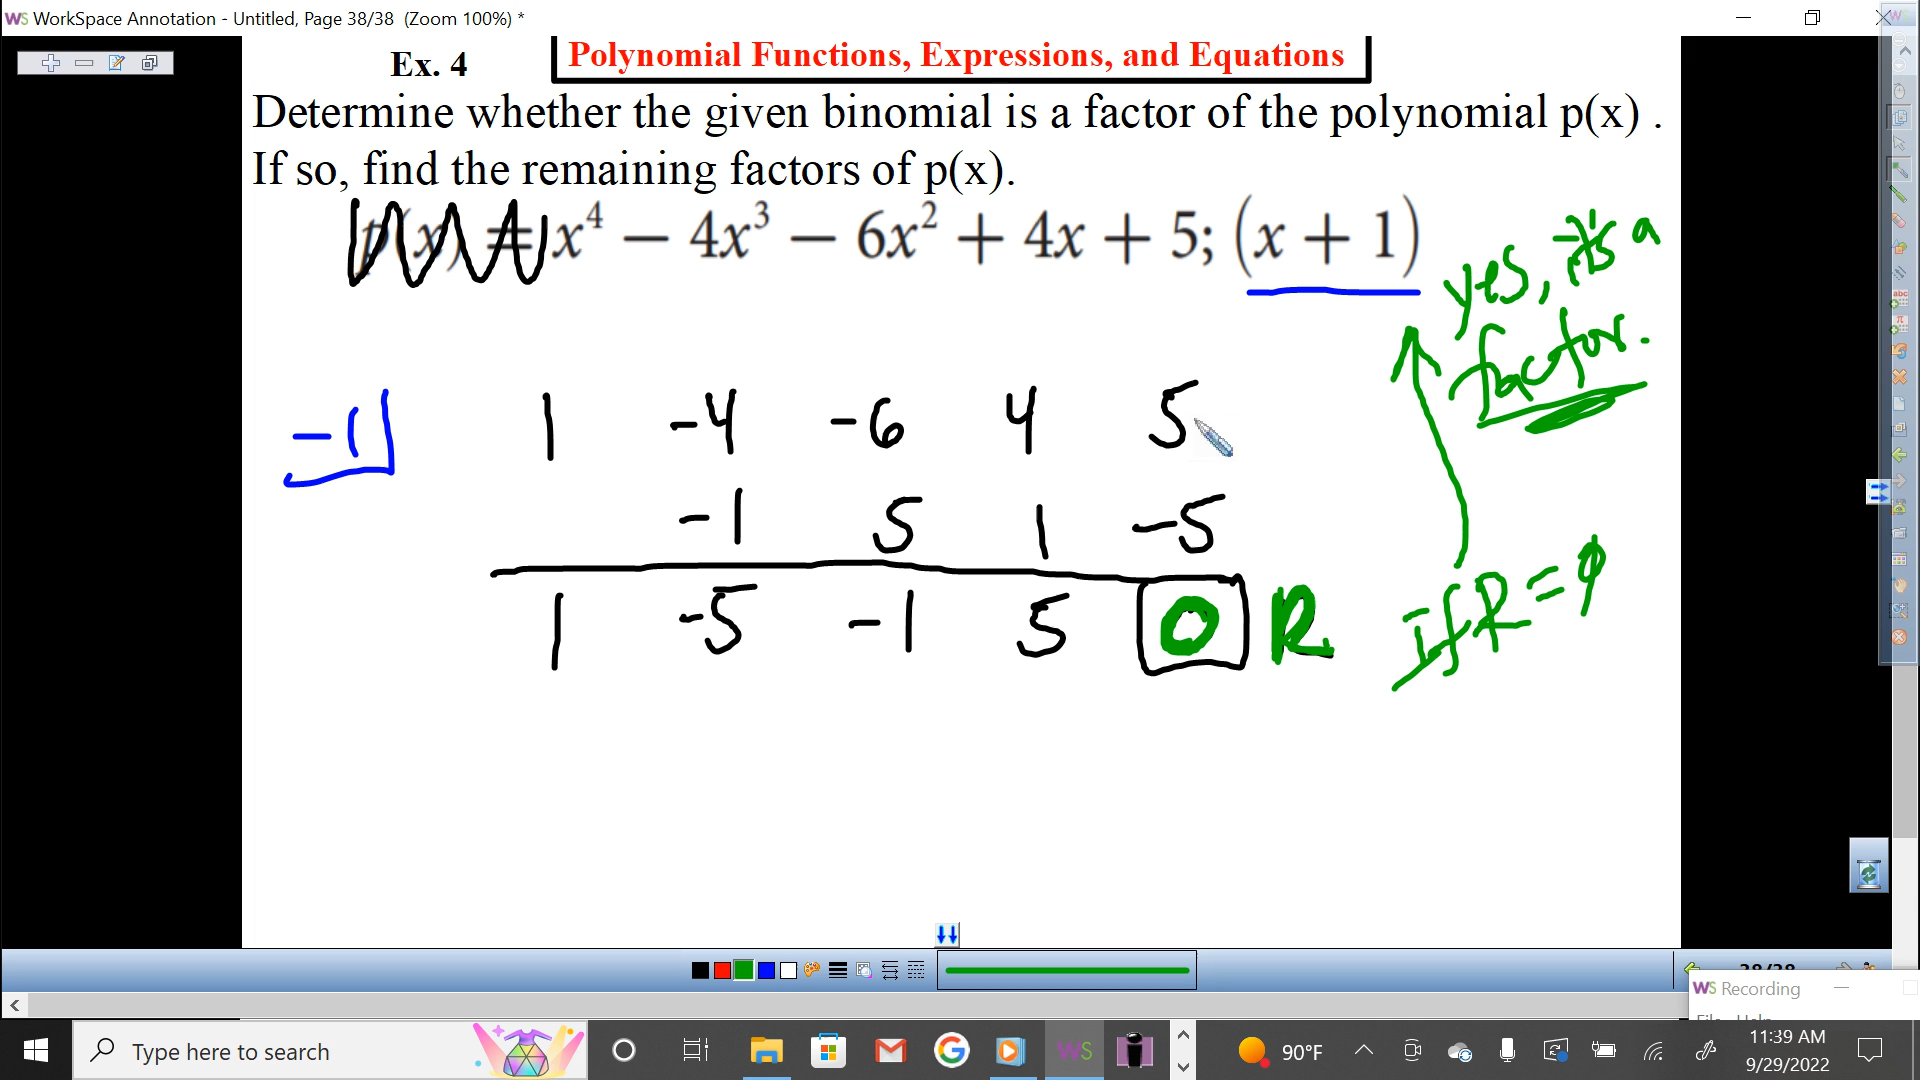 WS WorkSpace Annotation - Untitled, Page 38/38 (Zoom 100%) *
Ex. 4
Polynomial Functions, Expressions, and Equations
Determine whether the given binomial is a factor of the polynomial p(x) .
If so, find the remaining factors of p(x).
p(x) = x⁴ − 4x³ − 6x² + 4x + 5; (x + 1)
yes, it's a
factor.
-1 1 -4 -6 4 5
-1 5 1 -5
1 -5 -1 5 0 R
If R = 0
WS Recording
Type here to search
WS
90°F
11:39 AM
9/29/2022